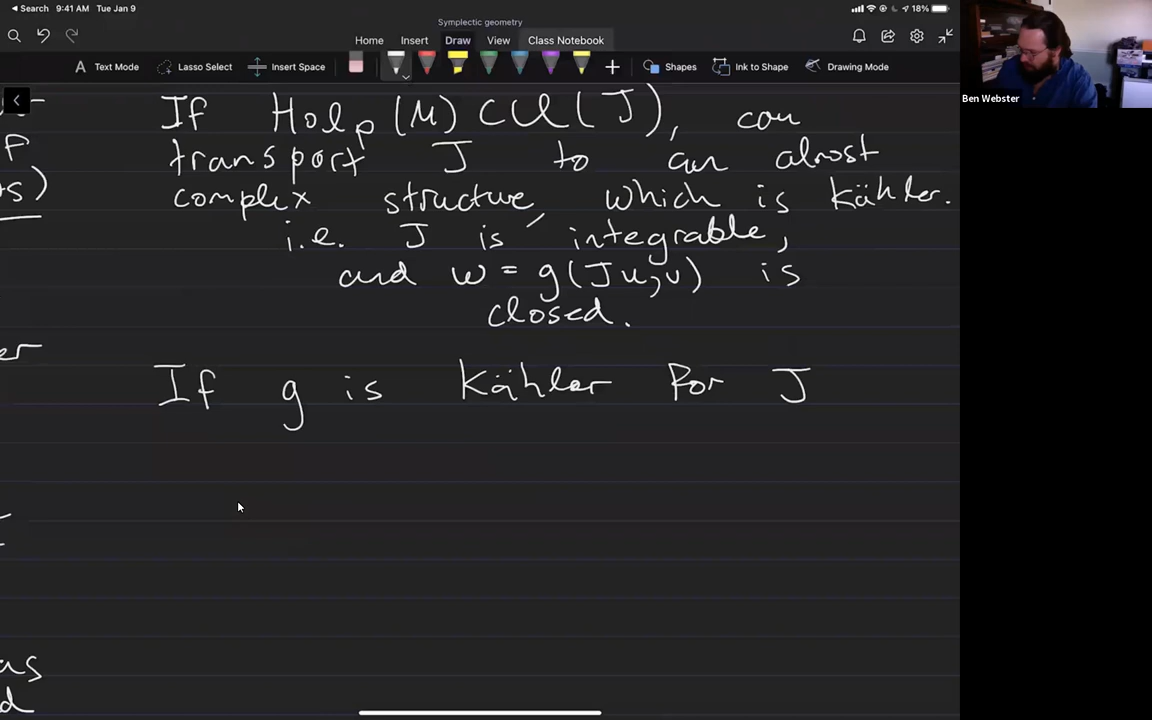 Search 9:41 AM Tue Jan 9
18%
Symplectic geometry
Home Insert Draw View Class Notebook
Text Mode Lasso Select Insert Space Shapes Ink to Shape Drawing Mode
Ben Webster
If Hol_p (M) ⊂ U(J), can
transport J to an almost
complex structure, which is Kähler.
i.e. J is integrable,
and ω = g(Ju,v) is
closed.
If g is Kähler for J